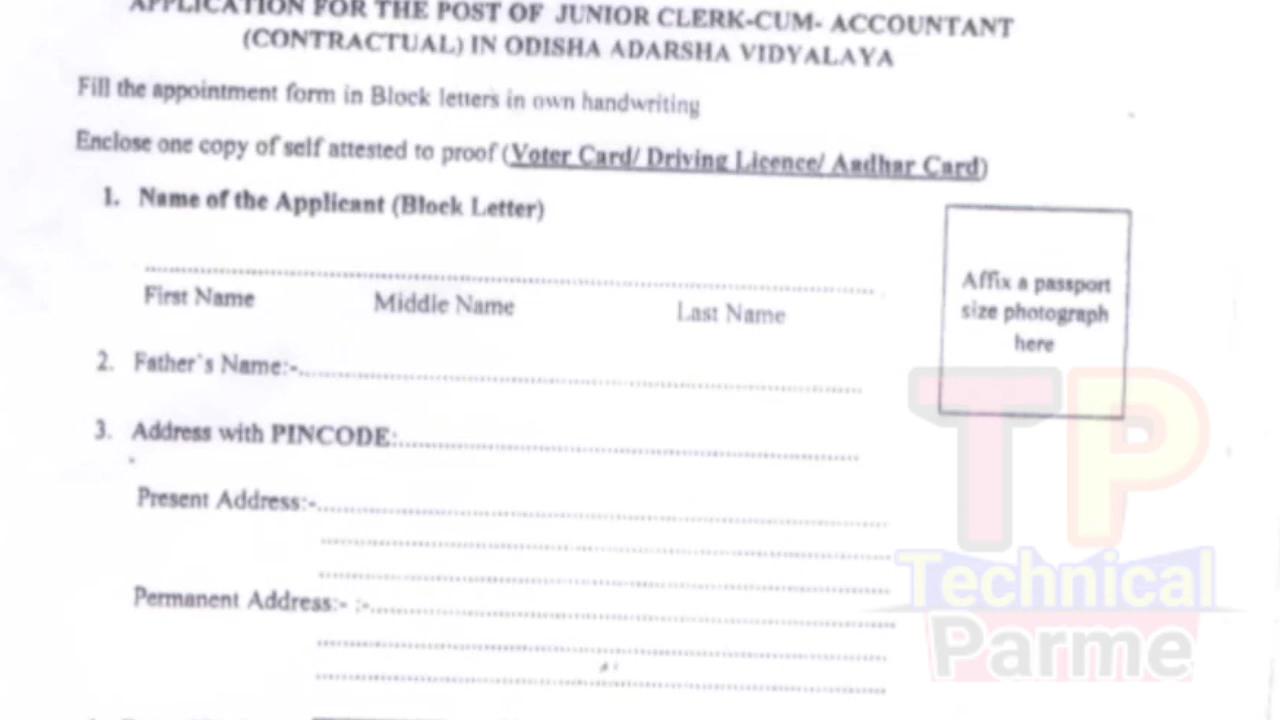 APPLICATION FOR THE POST OF JUNIOR CLERK-CUM- ACCOUNTANT
(CONTRACTUAL) IN ODISHA ADARSHA VIDYALAYA
Fill the appointment form in Block letters in own handwriting
Enclose one copy of self attested to proof (Voter Card/ Driving Licence/ Aadhar Card)
1. Name of the Applicant (Block Letter)
First Name Middle Name Last Name
Affix a passport
size photograph
here
2. Father`s Name:-
3. Address with PINCODE:
Present Address:-
Permanent Address:- :-
TP
Technical
Parme